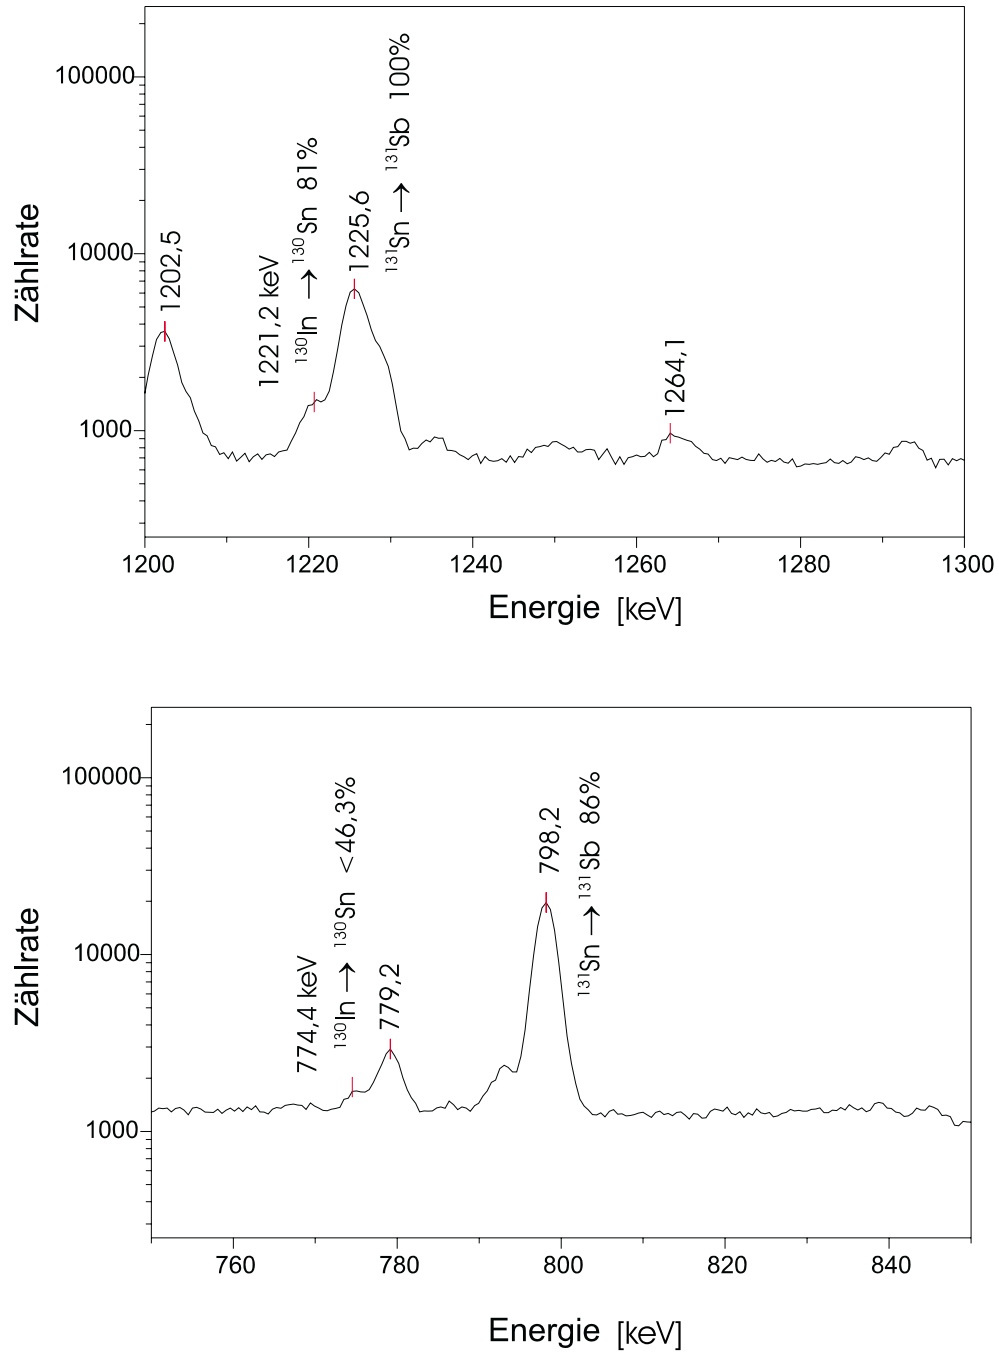 100000
10000
1000
Zählrate
1202,5
1221,2 keV
¹³⁰In → ¹³⁰Sn 81%
1225,6
¹³¹Sn → ¹³¹Sb 100%
1264,1
1200 1220 1240 1260 1280 1300
Energie [keV]
100000
10000
1000
Zählrate
774,4 keV
¹³⁰In → ¹³⁰Sn <46,3%
779,2
798,2
¹³¹Sn → ¹³¹Sb 86%
760 780 800 820 840
Energie [keV]